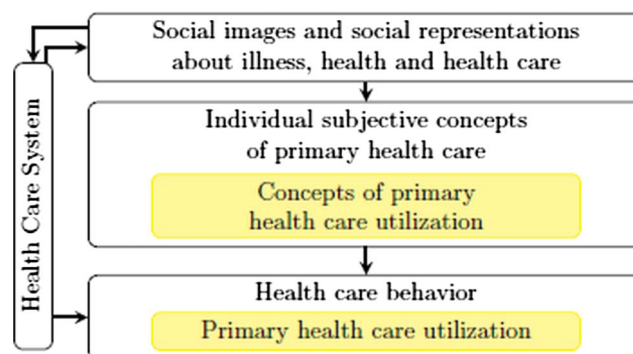 Social images and social representations
about illness, health and health care
Health Care System
Individual subjective concepts
of primary health care
Concepts of primary
health care utilization
Health care behavior
Primary health care utilization